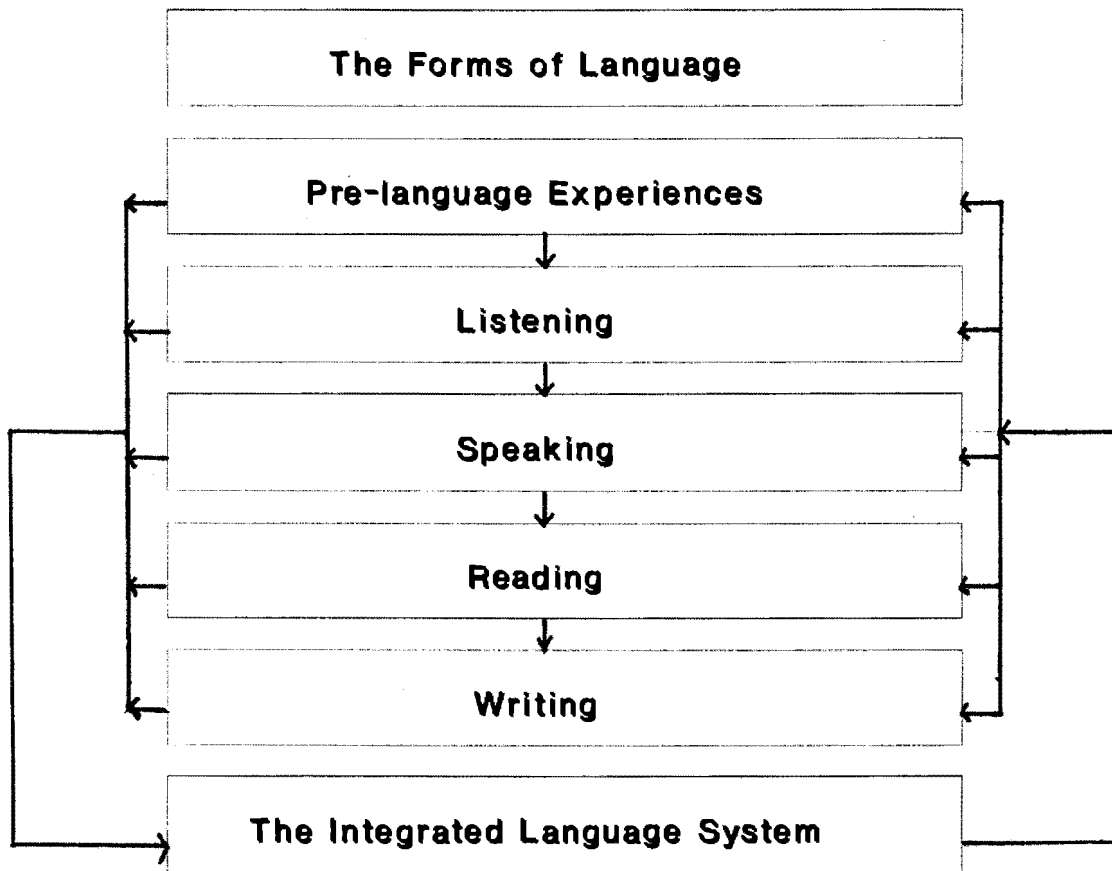 The Forms of Language
Pre-language Experiences
Listening
Speaking
Reading
Writing
The Integrated Language System